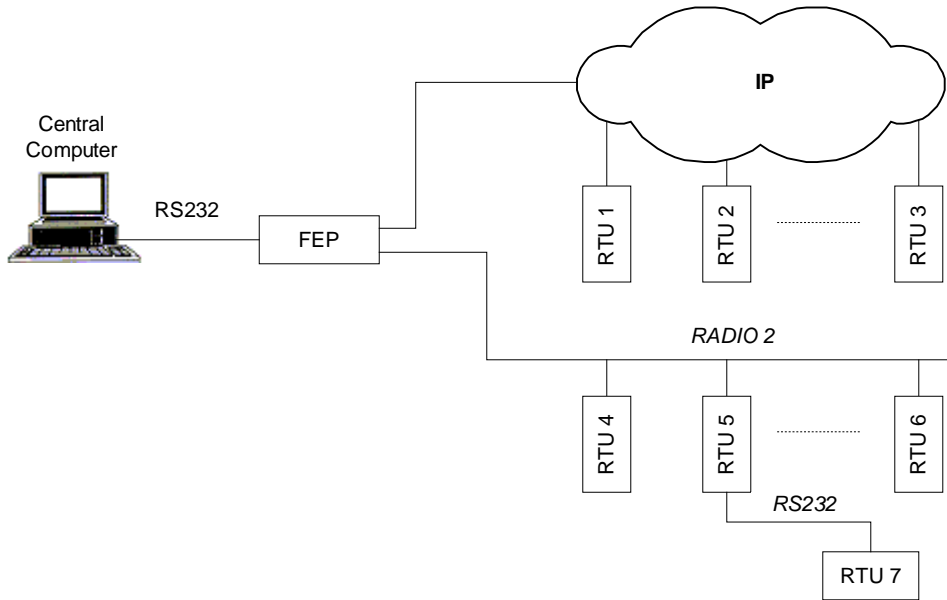 IP
Central
Computer
RS232
FEP
RTU 1
RTU 2
RTU 3
RADIO 2
RTU 4
RTU 5
RTU 6
RS232
RTU 7